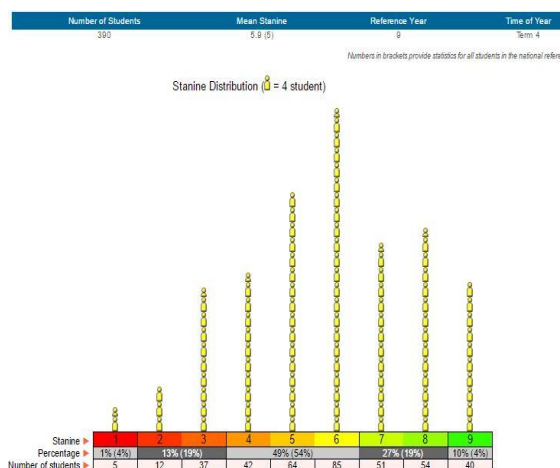 Number of Students Mean Stanine Reference Year Time of Year
390 5.9 (5) 9 Term 4
Numbers in brackets provide statistics for all students in the national refere
Stanine Distribution ( = 4 student)
Stanine 1 2 3 4 5 6 7 8 9
Percentage 1% (4%) 13% (19%) 49% (54%) 27% (19%) 10% (4%)
Number of students 5 12 37 42 64 85 51 54 40